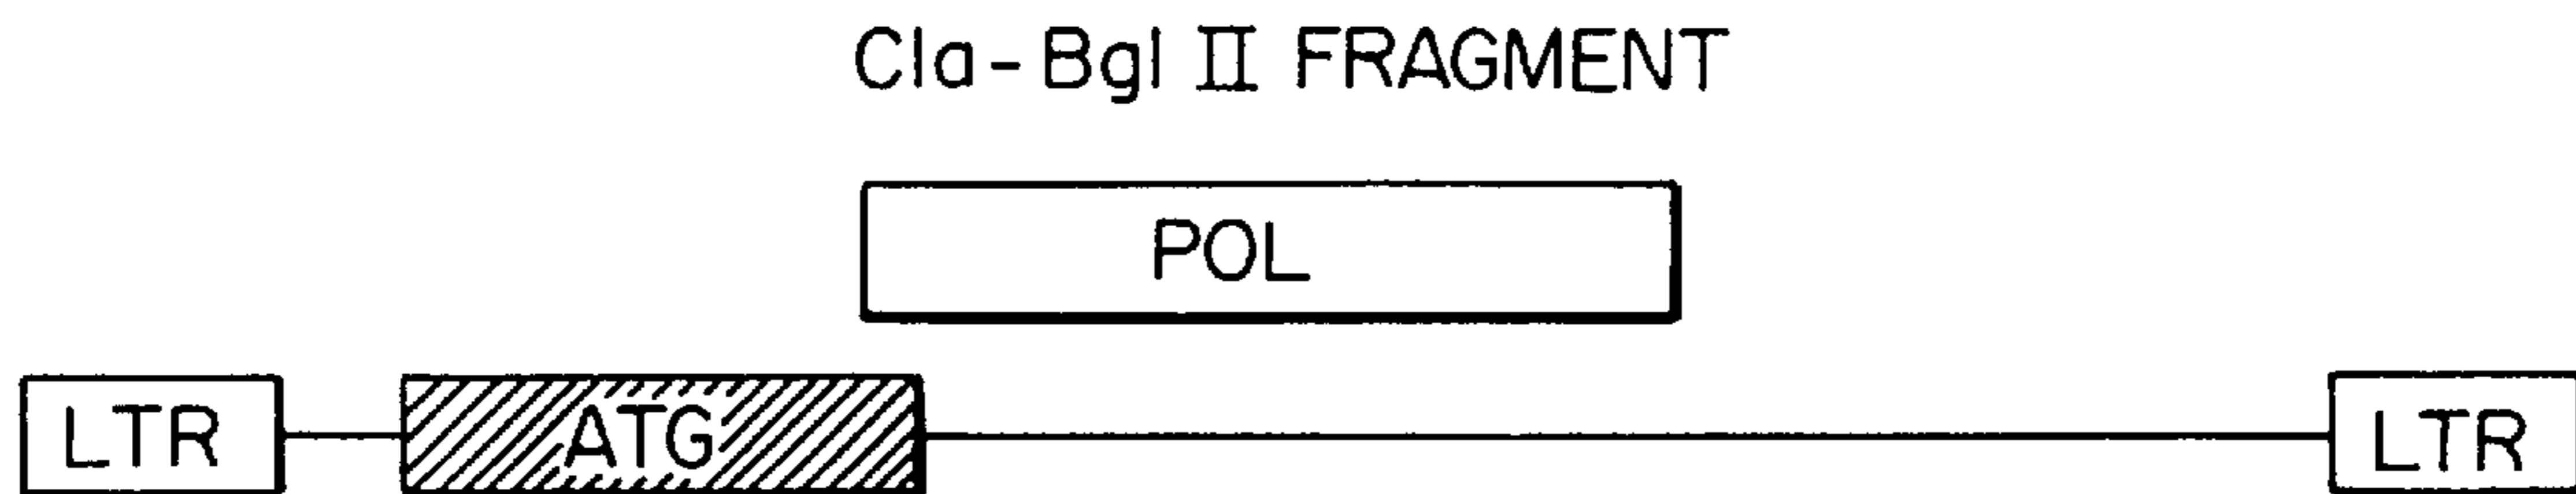 Cla-Bgl II FRAGMENT
POL
LTR ATG LTR